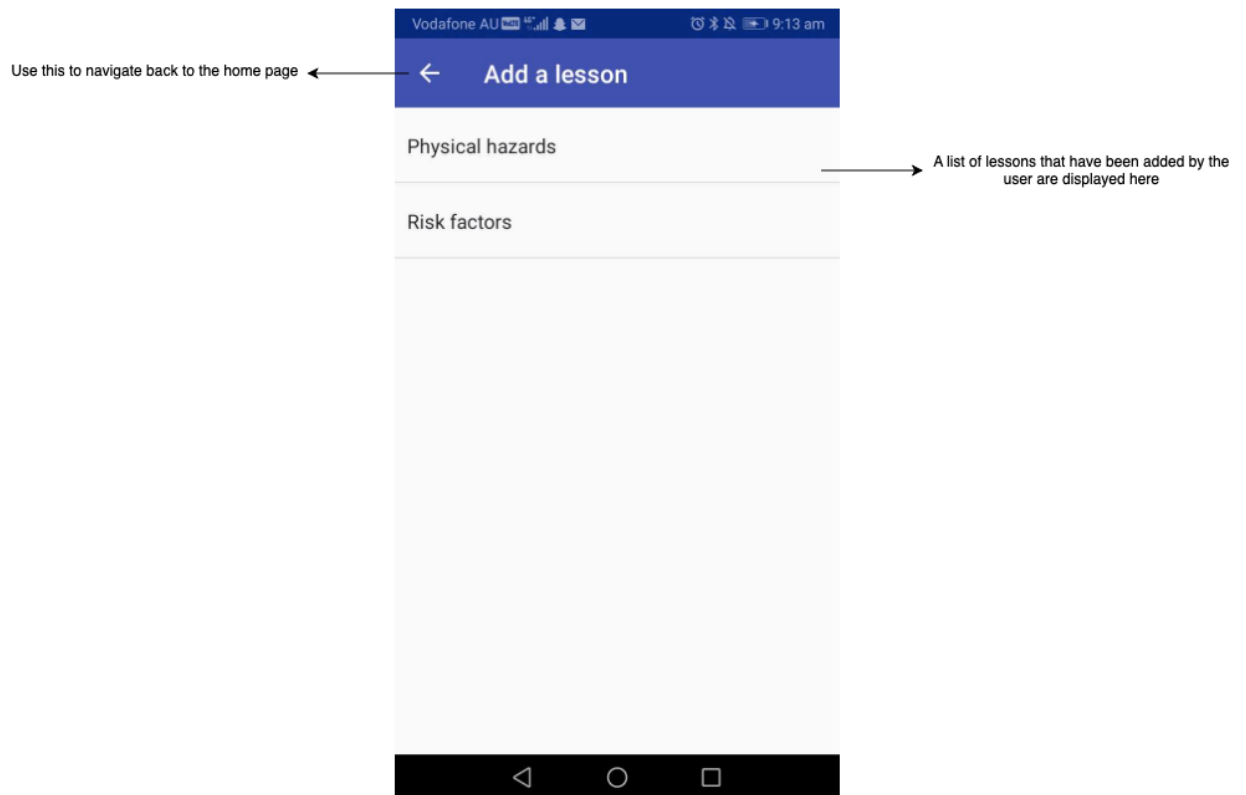 Vodafone AU 9:13 am
Use this to navigate back to the home page
Add a lesson
Physical hazards
A list of lessons that have been added by the
user are displayed here
Risk factors